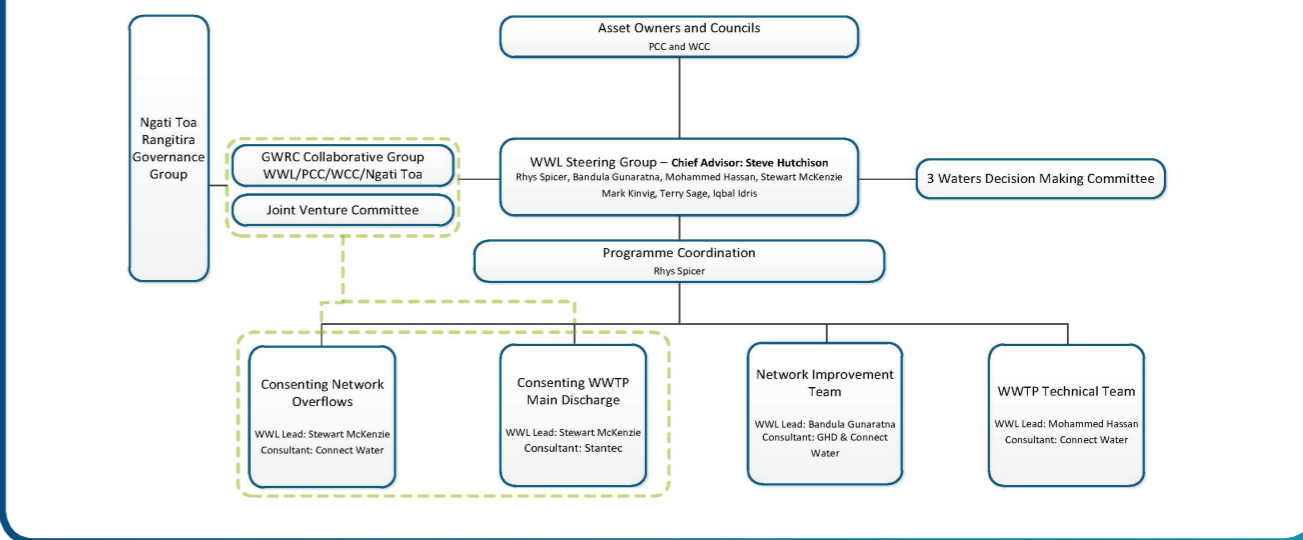 Asset Owners and Councils
PCC and WCC
Ngati Toa
Rangitira
Governance
Group
GWRC Collaborative Group
WWL/PCC/WCC/Ngati Toa
Joint Venture Committee
WWL Steering Group – Chief Advisor: Steve Hutchison
Rhys Spicer, Bandula Gunaratna, Mohammed Hassan, Stewart McKenzie
Mark Kinvig, Terry Sage, Iqbal Idris
3 Waters Decision Making Committee
Programme Coordination
Rhys Spicer
Consenting Network
Overflows
WWL Lead: Stewart McKenzie
Consultant: Connect Water
Consenting WWTP
Main Discharge
WWL Lead: Stewart McKenzie
Consultant: Stantec
Network Improvement
Team
WWL Lead: Bandula Gunaratna
Consultant: GHD & Connect
Water
WWTP Technical Team
WWL Lead: Mohammed Hassan
Consultant: Connect Water